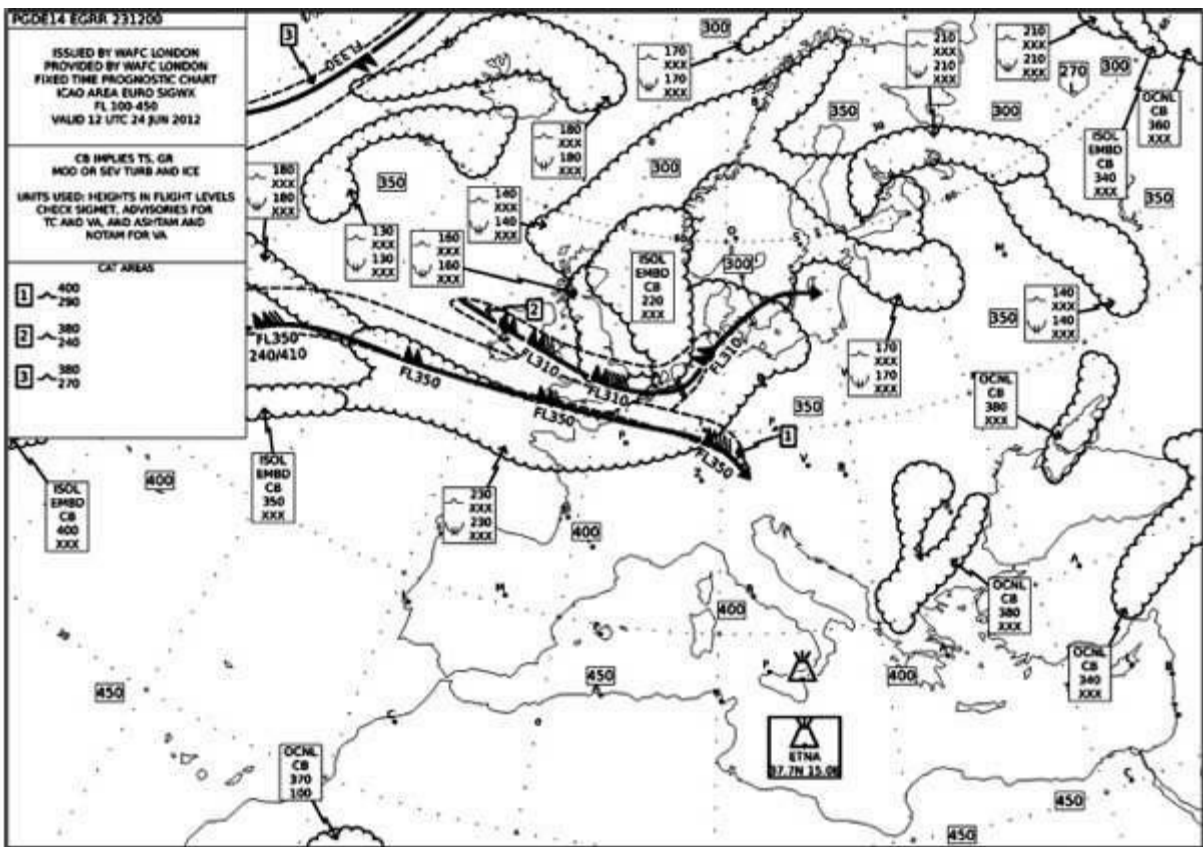 PGDE14 EGRR 231200
ISSUED BY WAFC LONDON
PROVIDED BY WAFC LONDON
FIXED TIME PROGNOSTIC CHART
ICAO AREA EURO SIGWX
FL 100-450
VALID 12 UTC 24 JUN 2012
CB IMPLIES TS, GR
MOD OR SEV TURB AND ICE
UNITS USED: HEIGHTS IN FLIGHT LEVELS
CHECK SIGMET, ADVISORIES FOR
TC AND VA, AND ASHTAM AND
NOTAM FOR VA
CAT AREAS
1 400
290
2 380
240
3 380
270
3
FL330
300
170
XXX
170
XXX
210
XXX
210
XXX
210
XXX
210
XXX
270
L
300
OCNL
CB
360
XXX
ISOL
EMBD
CB
340
XXX
350
300
350
180
XXX
180
XXX
300
180
XXX
180
XXX
350
140
XXX
140
XXX
130
XXX
130
XXX
160
XXX
160
XXX
ISOL
EMBD
CB
220
XXX
300
2
FL350
240/410
FL350
FL310
FL310
FL310
FL350
FL350
1
350
170
XXX
170
XXX
350
140
XXX
140
XXX
OCNL
CB
380
XXX
ISOL
EMBD
CB
400
XXX
400
ISOL
EMBD
CB
350
XXX
230
XXX
230
XXX
400
400
OCNL
CB
380
XXX
OCNL
CB
340
XXX
400
450
450
ETNA
37.7N 15.0E
OCNL
CB
370
100
450
450